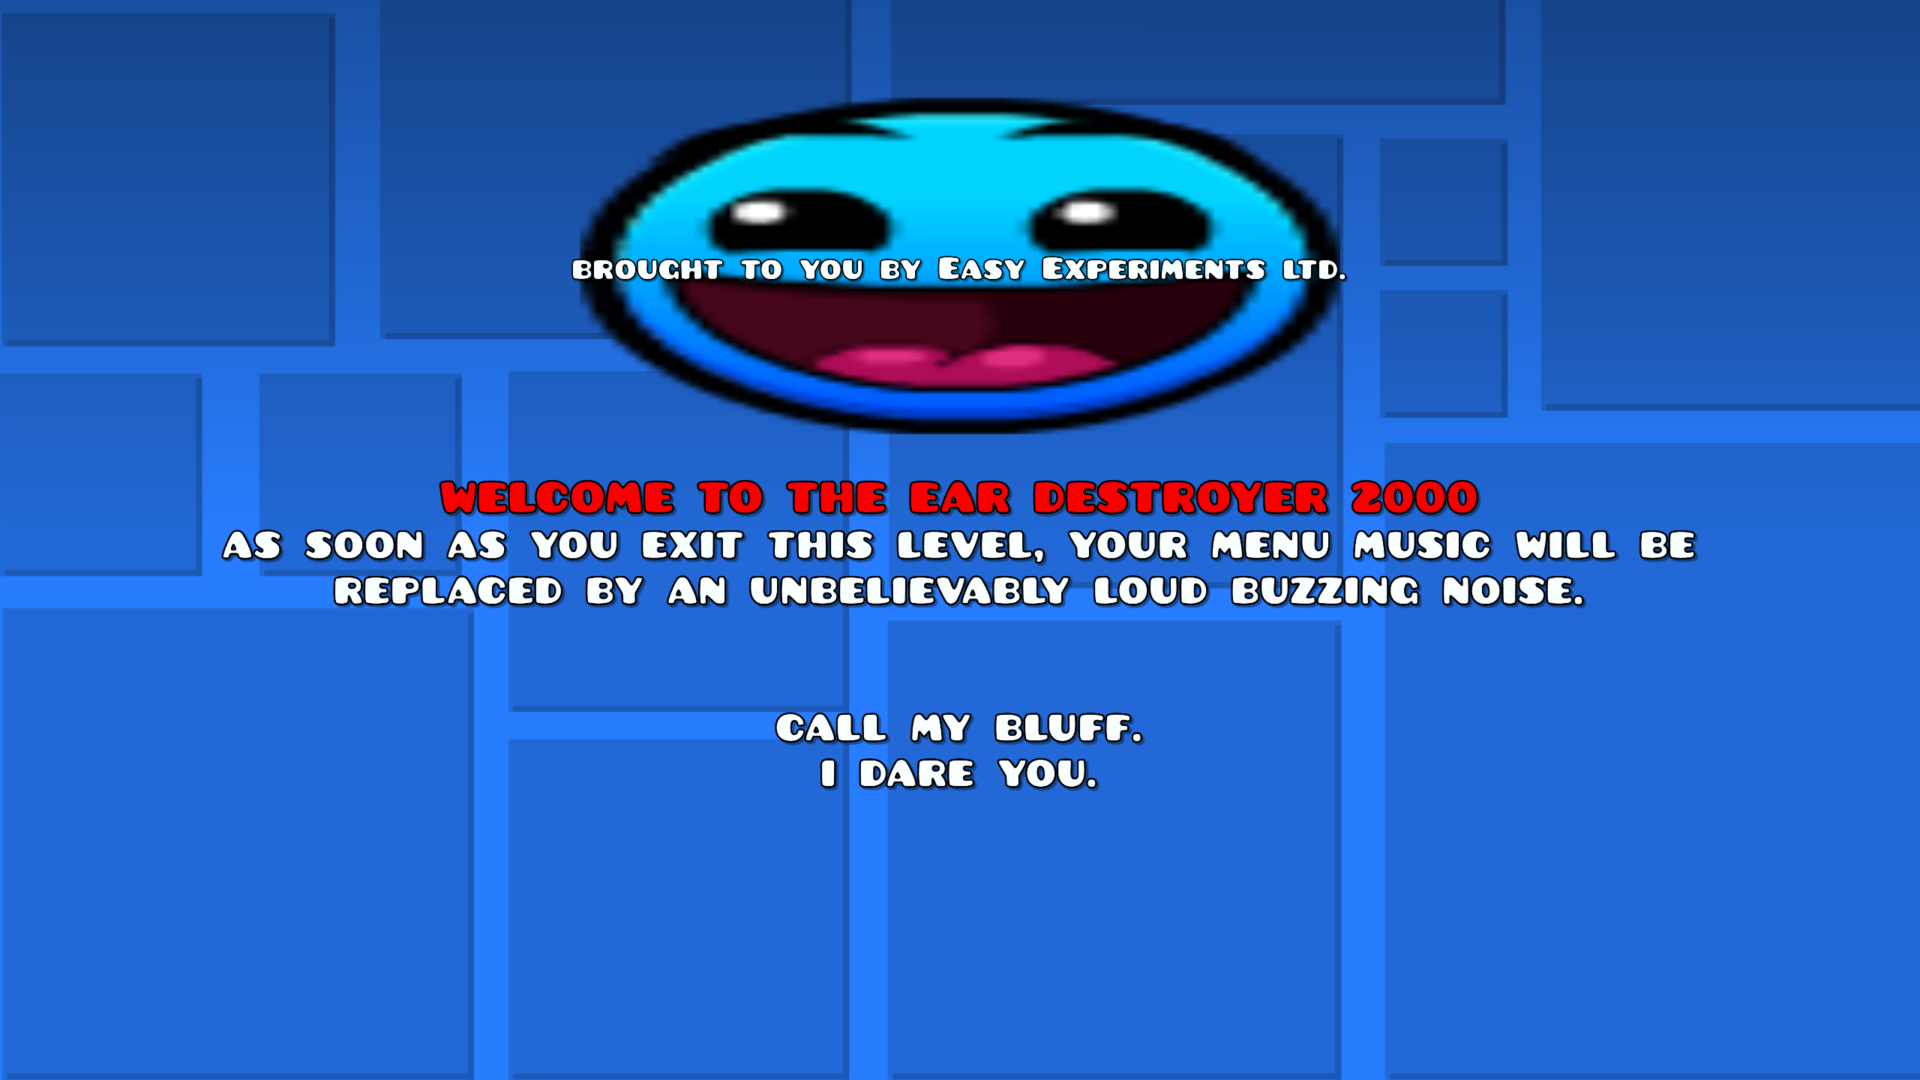 BROUGHT TO YOU BY EASY EXPERIMENTS LTD.
WELCOME TO THE EAR DESTROYER 2000
AS SOON AS YOU EXIT THIS LEVEL, YOUR MENU MUSIC WILL BE
REPLACED BY AN UNBELIEVABLY LOUD BUZZING NOISE.
CALL MY BLUFF.
I DARE YOU.